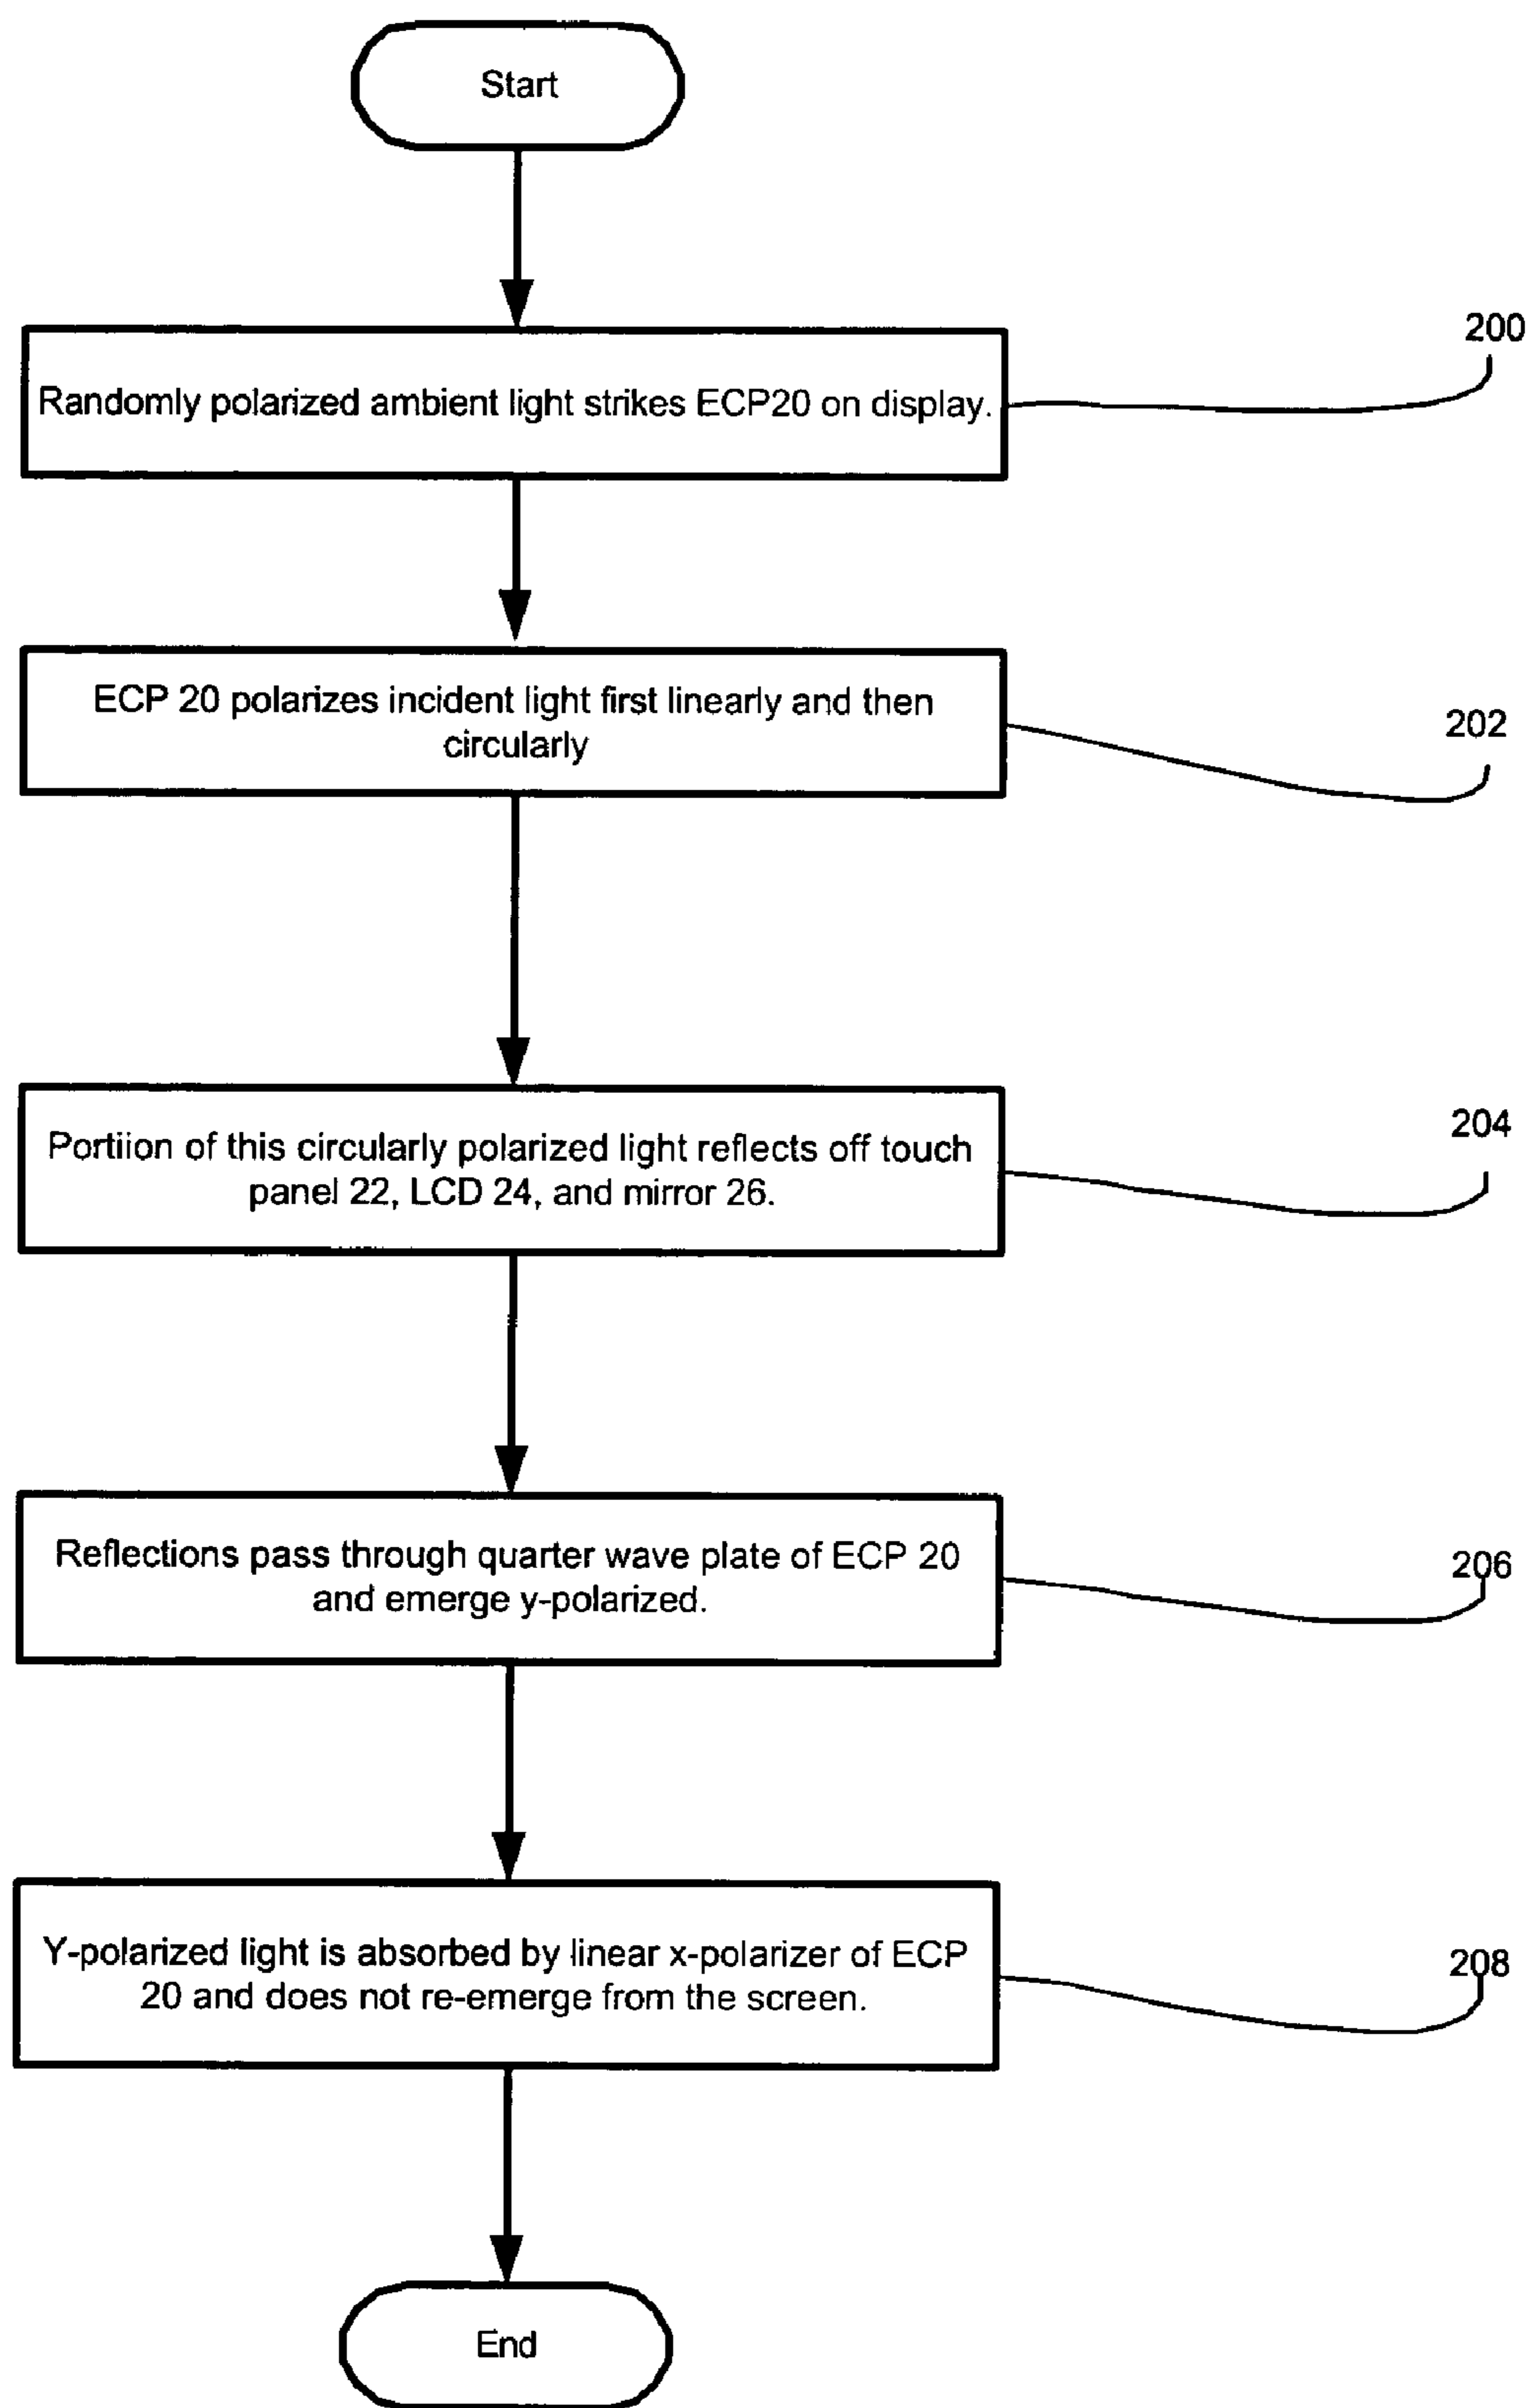 Start
200
Randomly polarized ambient light strikes ECP20 on display.
ECP 20 polarizes incident light first linearly and then
circularly
202
Portiion of this circularly polarized light reflects off touch
panel 22, LCD 24, and mirror 26.
204
Reflections pass through quarter wave plate of ECP 20
and emerge y-polarized.
206
Y-polarized light is absorbed by linear x-polarizer of ECP
20 and does not re-emerge from the screen.
208
End